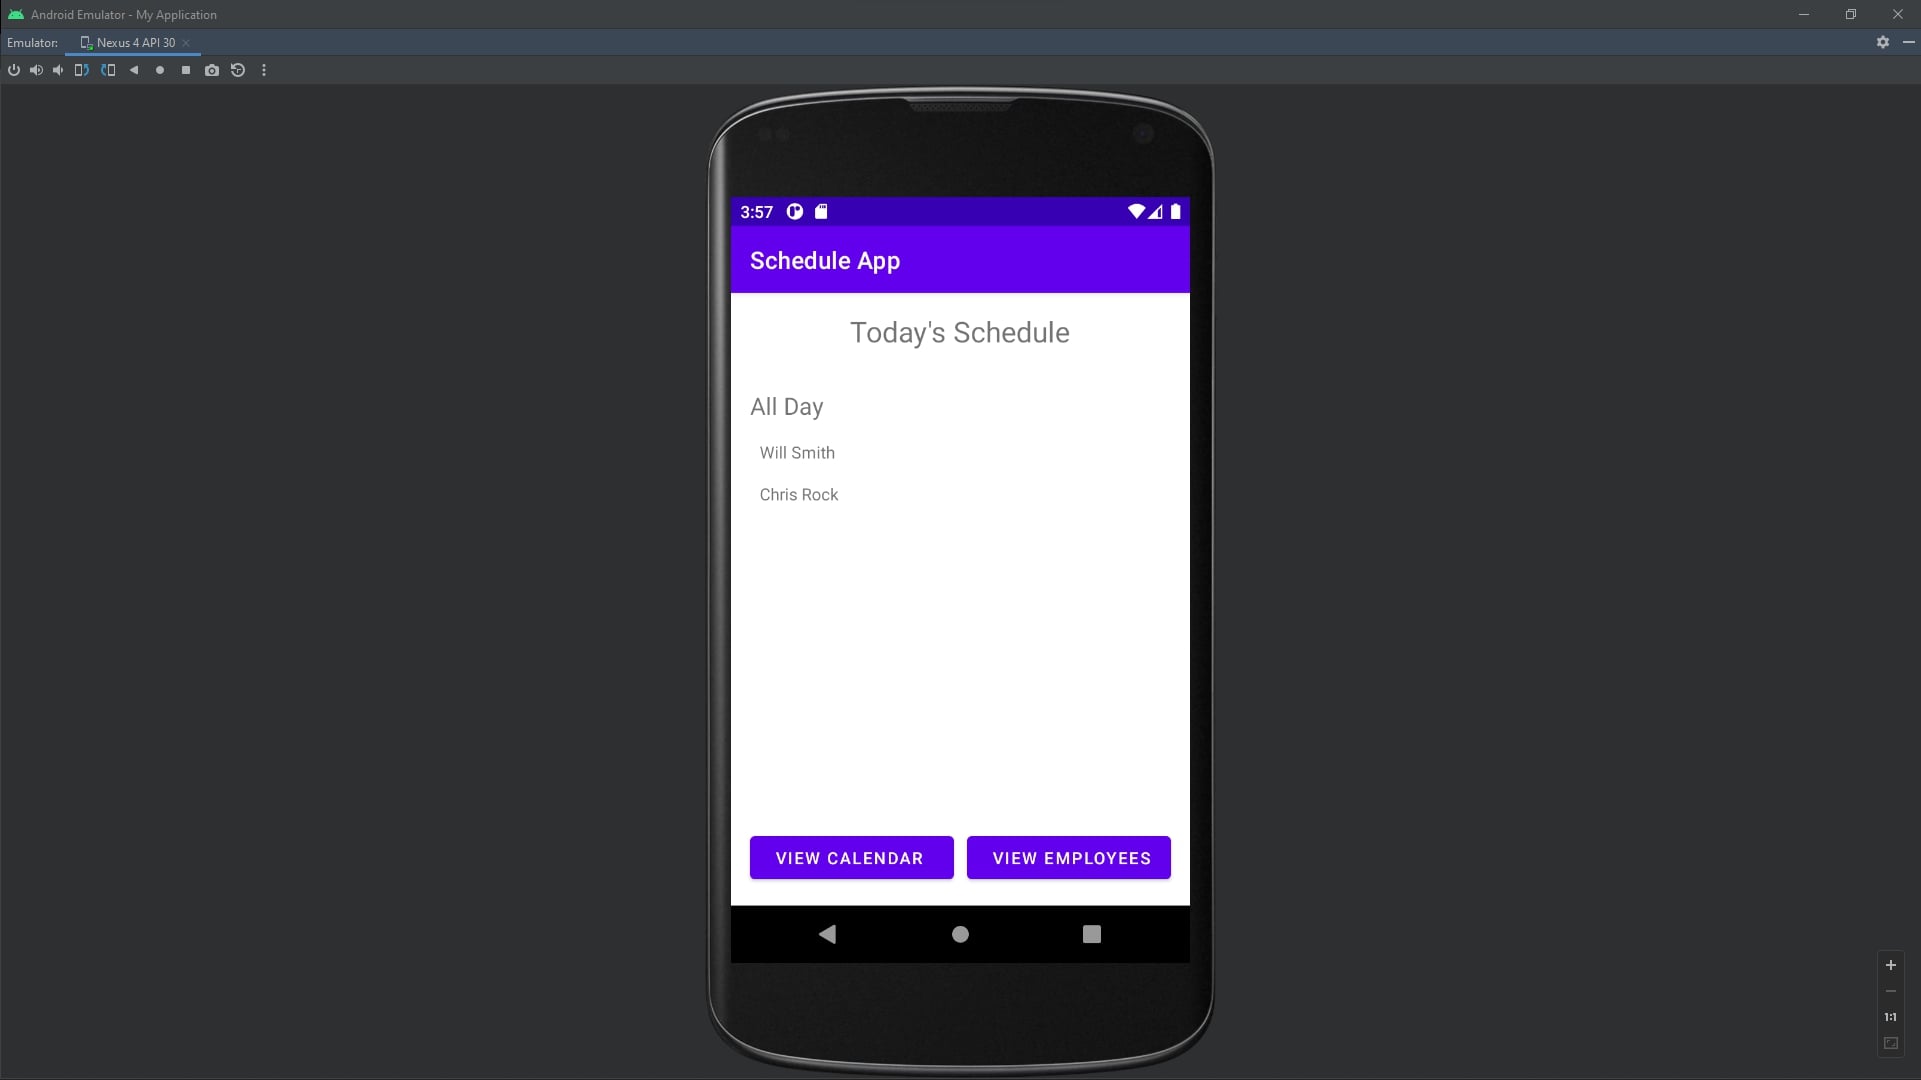 Android Emulator - My Application
Emulator:
Nexus 4 API 30
3:57
Schedule App
Today's Schedule
All Day
Will Smith
Chris Rock
VIEW CALENDAR
VIEW EMPLOYEES
1:1